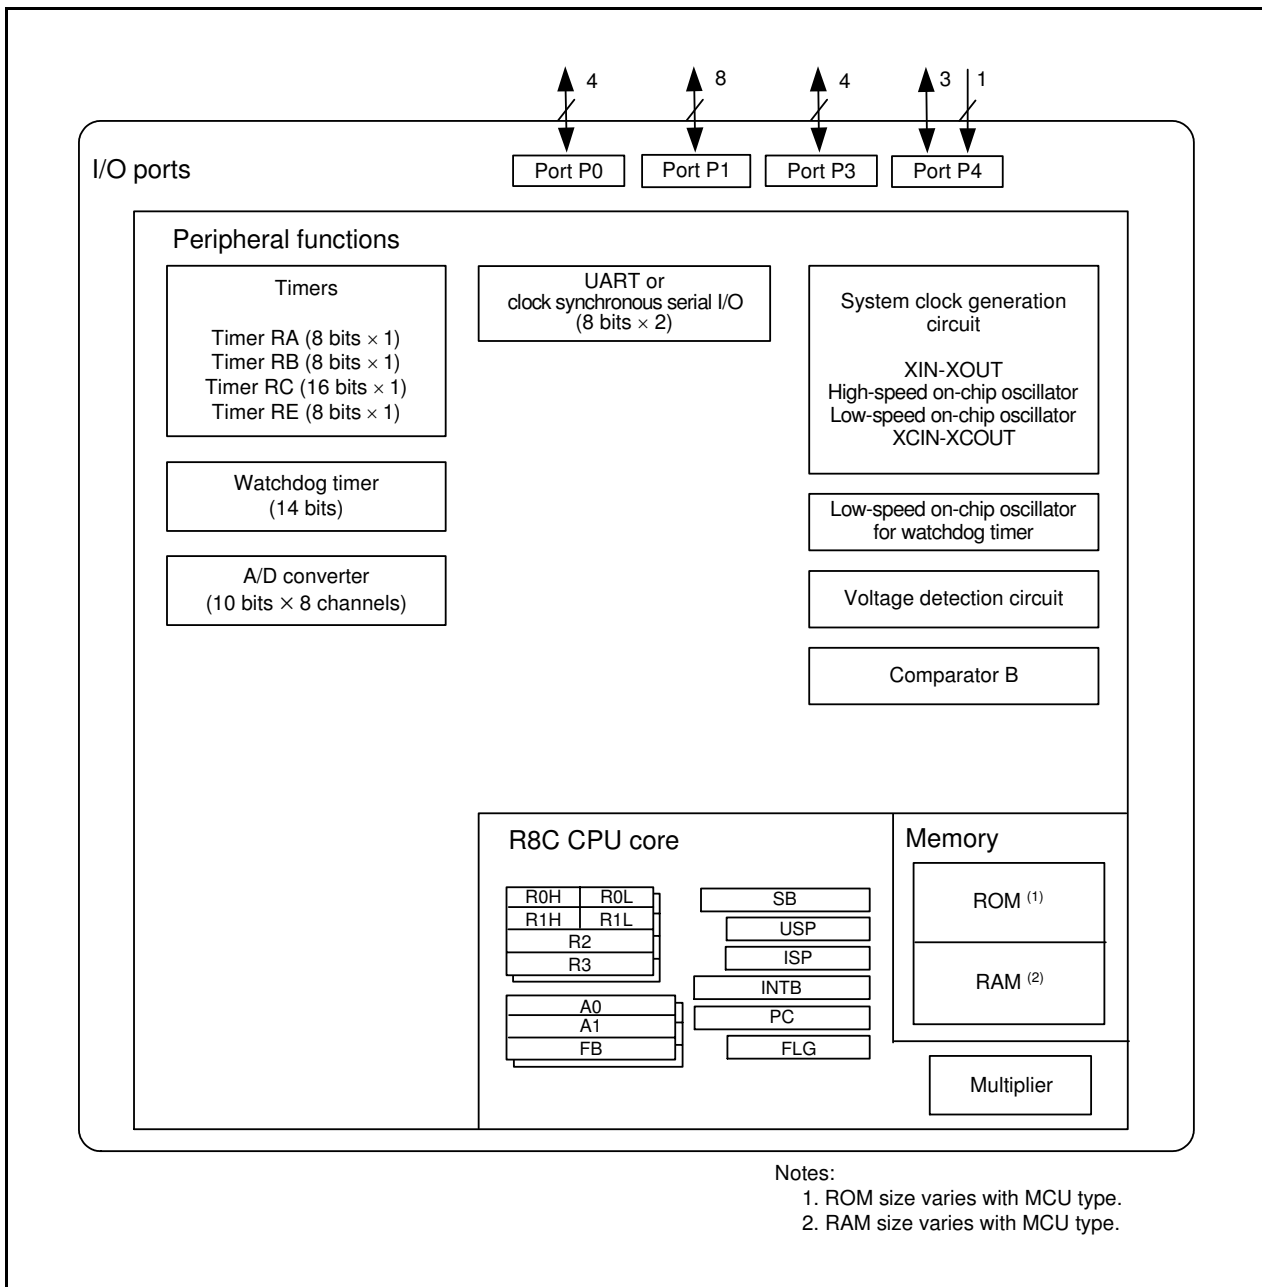 4 8 4 3 1
I/O ports
Port P0 Port P1 Port P3 Port P4
Peripheral functions
Timers
Timer RA (8 bits × 1)
Timer RB (8 bits × 1)
Timer RC (16 bits × 1)
Timer RE (8 bits × 1)
UART or
clock synchronous serial I/O
(8 bits × 2)
System clock generation
circuit
XIN-XOUT
High-speed on-chip oscillator
Low-speed on-chip oscillator
XCIN-XCOUT
Watchdog timer
(14 bits)
Low-speed on-chip oscillator
for watchdog timer
A/D converter
(10 bits × 8 channels)
Voltage detection circuit
Comparator B
R8C CPU core
R0H R0L
R1H R1L
R2
R3
A0
A1
FB
SB
USP
ISP
INTB
PC
FLG
Memory
ROM (1)
RAM (2)
Multiplier
Notes:
1. ROM size varies with MCU type.
2. RAM size varies with MCU type.